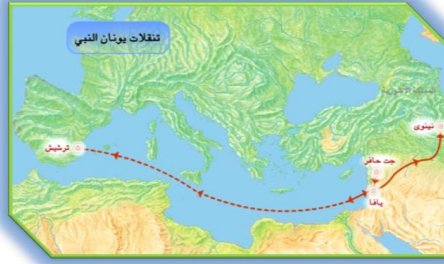 تنقلات يونان النبي
نينوى
ترشيش
جت حافر
يافا